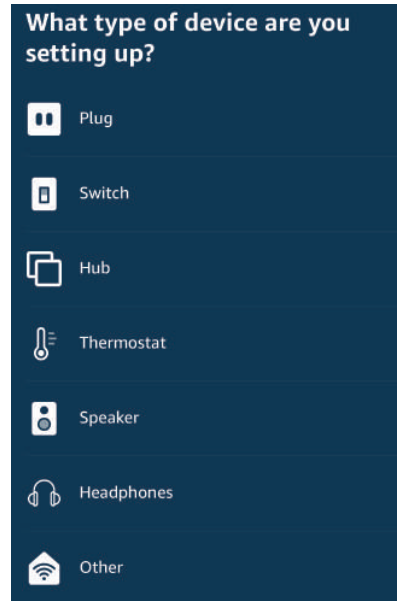 What type of device are you
setting up?
Plug
Switch
Hub
Thermostat
Speaker
Headphones
Other